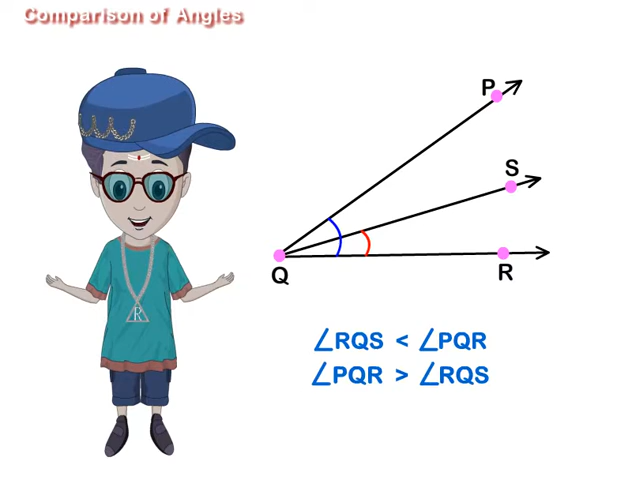 Comparison of Angles
P
S
Q
R
R
∠RQS < ∠PQR
∠PQR > ∠RQS